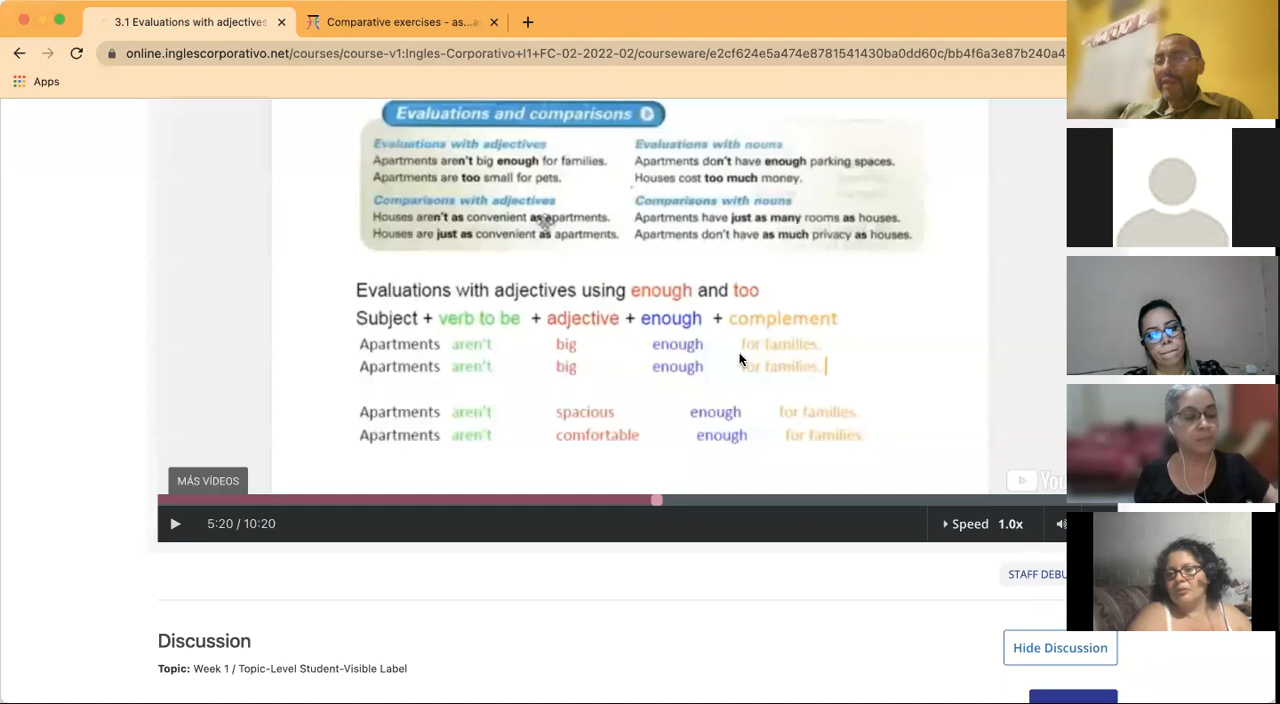 3.1 Evaluations with adjectives
Comparative exercises - as...a
online.inglescorporativo.net/courses/course-v1:Ingles-Corporativo+I1+FC-02-2022-02/courseware/e2cf624e5a474e8781541430ba0dd60c/bb4f6a3e87b240a4
Apps
Evaluations and comparisons
Evaluations with adjectives
Apartments aren't big enough for families.
Apartments are too small for pets.
Comparisons with adjectives
Houses aren't as convenient as apartments.
Houses are just as convenient as apartments.
Evaluations with nouns
Apartments don't have enough parking spaces.
Houses cost too much money.
Comparisons with nouns
Apartments have just as many rooms as houses.
Apartments don't have as much privacy as houses.
Evaluations with adjectives using enough and too
Subject + verb to be + adjective + enough + complement
Apartments aren't big enough for families.
Apartments aren't big enough for families.
Apartments aren't spacious enough for families.
Apartments aren't comfortable enough for families.
MÁS VÍDEOS
You
5:20 / 10:20
Speed 1.0x
STAFF DEBU
Discussion
Topic: Week 1 / Topic-Level Student-Visible Label
Hide Discussion